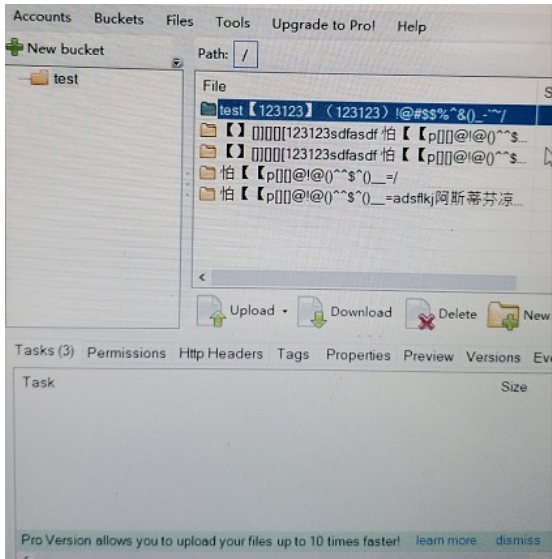 Accounts Buckets Files Tools Upgrade to Pro! Help
New bucket
Path: /
test
File
S
test【123123】（123123）!@#$$%^&()_-`~/
【】[]][][][123123sdfasdf 怕【【p[][]@!@()^^$...
【】[]][][][123123sdfasdf 怕【【p[][]@!@()^^$...
怕【【p[][]@!@()^^$^()__=/
怕【【p[][]@!@()^^$^()__=adsflkj阿斯蒂芬凉...
Upload Download Delete New
Tasks (3) Permissions Http Headers Tags Properties Preview Versions Eve
Task Size
Pro Version allows you to upload your files up to 10 times faster! learn more.. dismiss